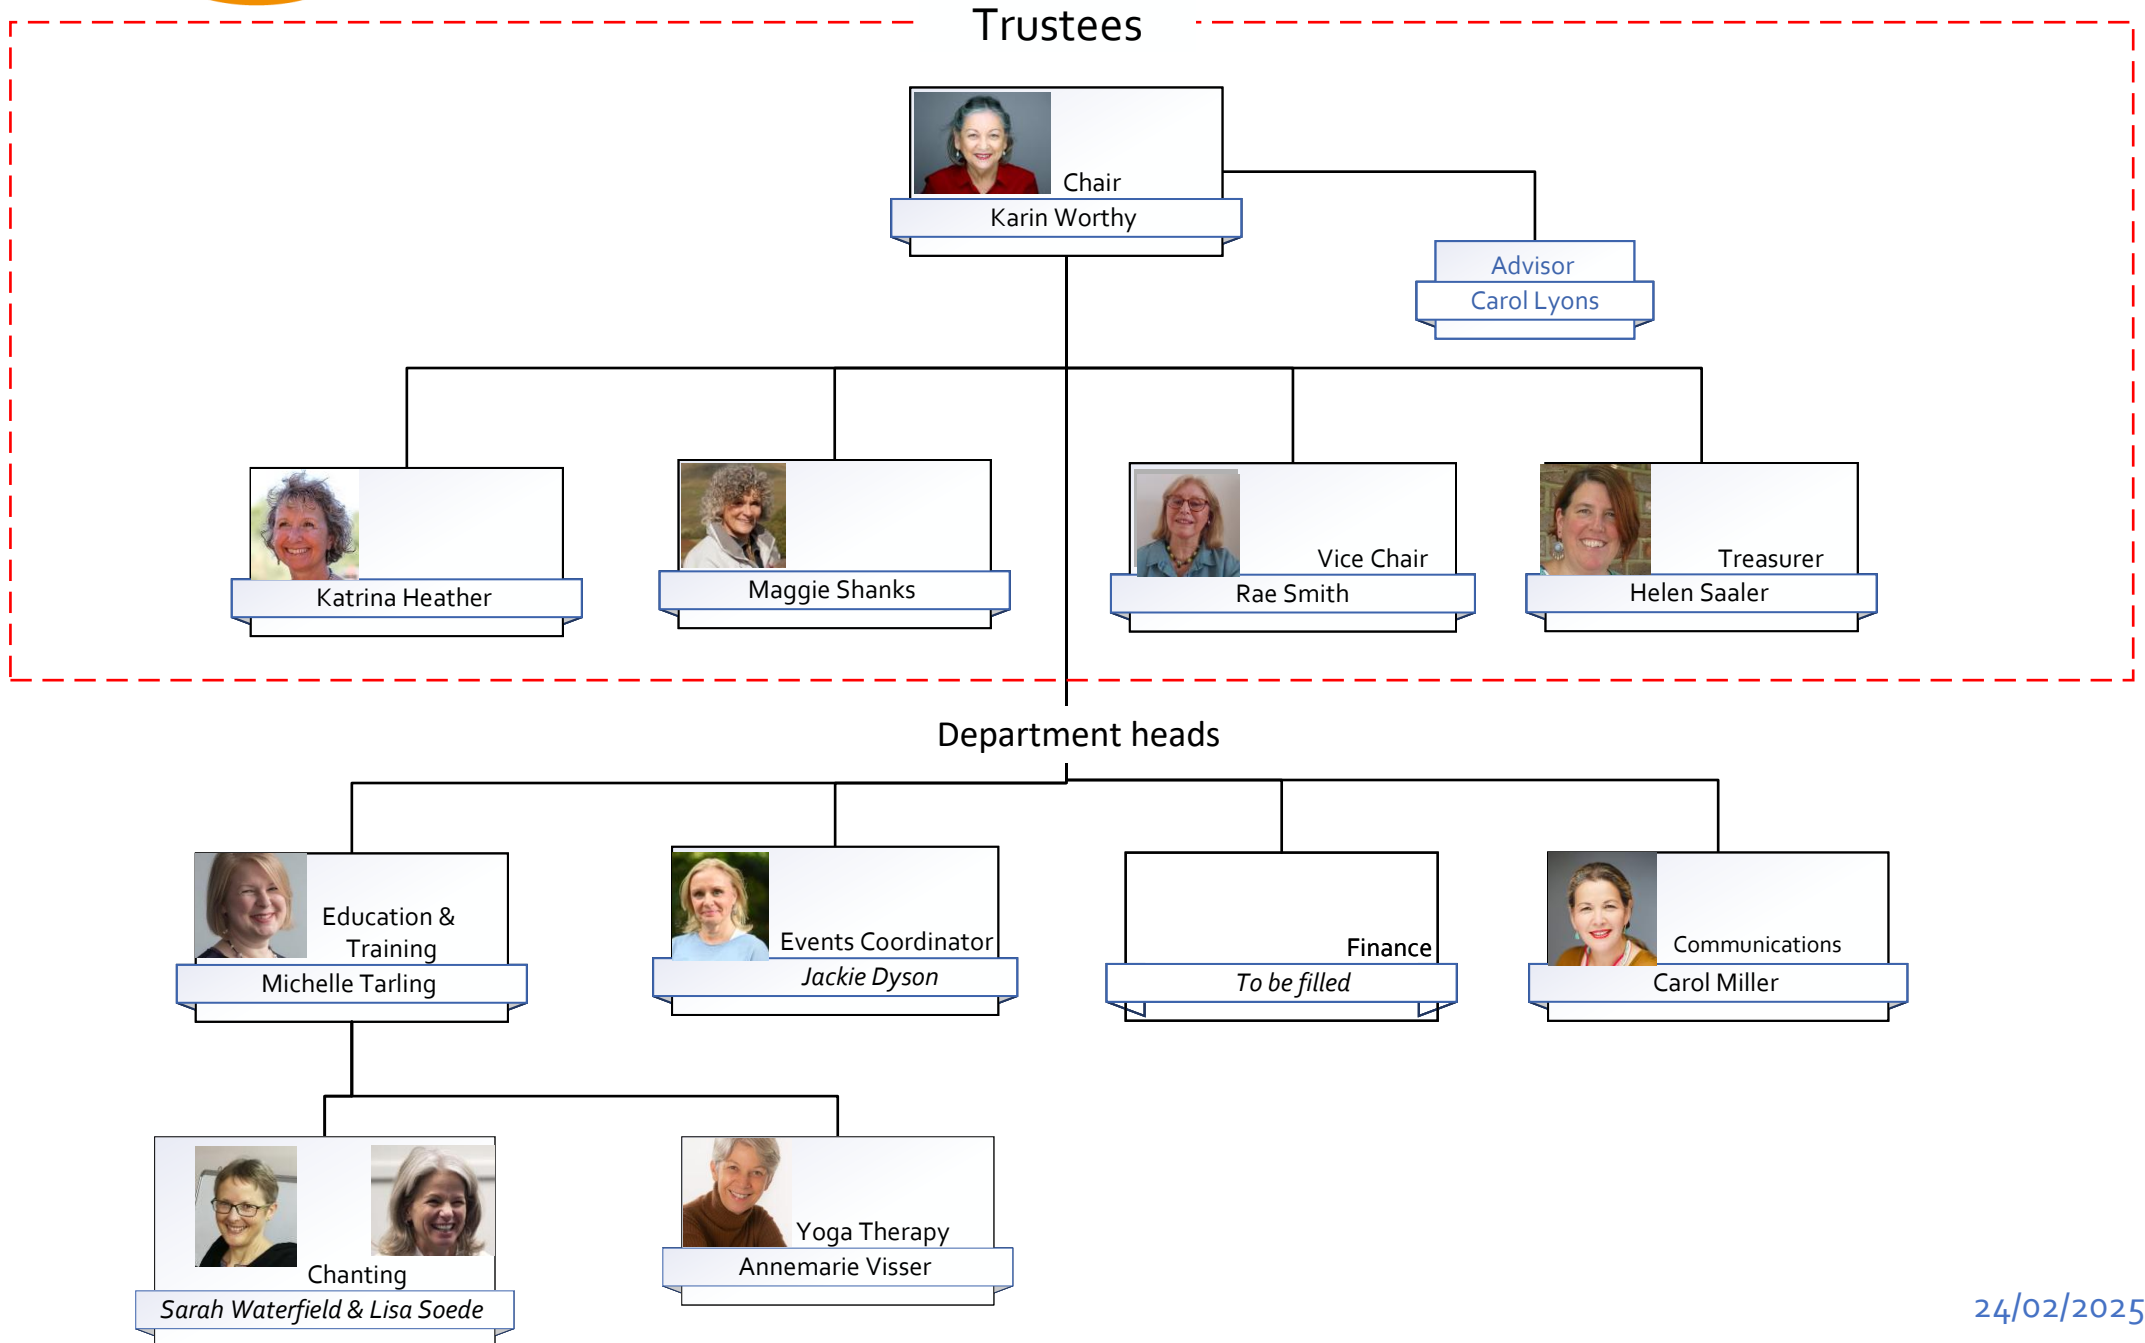 Trustees
Chair
Karin Worthy
Advisor
Carol Lyons
Katrina Heather
Maggie Shanks
Vice Chair
Rae Smith
Treasurer
Helen Saaler
Department heads
Education &
Training
Michelle Tarling
Events Coordinator
Jackie Dyson
Finance
To be filled
Communications
Carol Miller
Chanting
Sarah Waterfield & Lisa Soede
Yoga Therapy
Annemarie Visser
24/02/2025